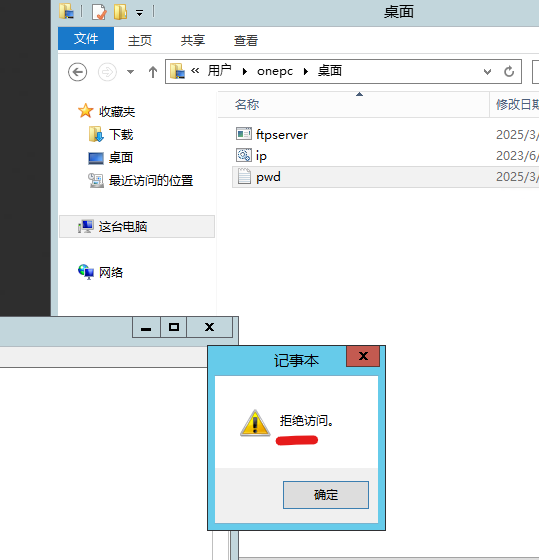 桌面
文件 主页 共享 查看
« 用户 onepc 桌面
收藏夹
下载
桌面
最近访问的位置
这台电脑
网络
名称 修改日期
ftpserver 2025/3/
ip 2023/6/
pwd 2025/3/
记事本
拒绝访问。
确定